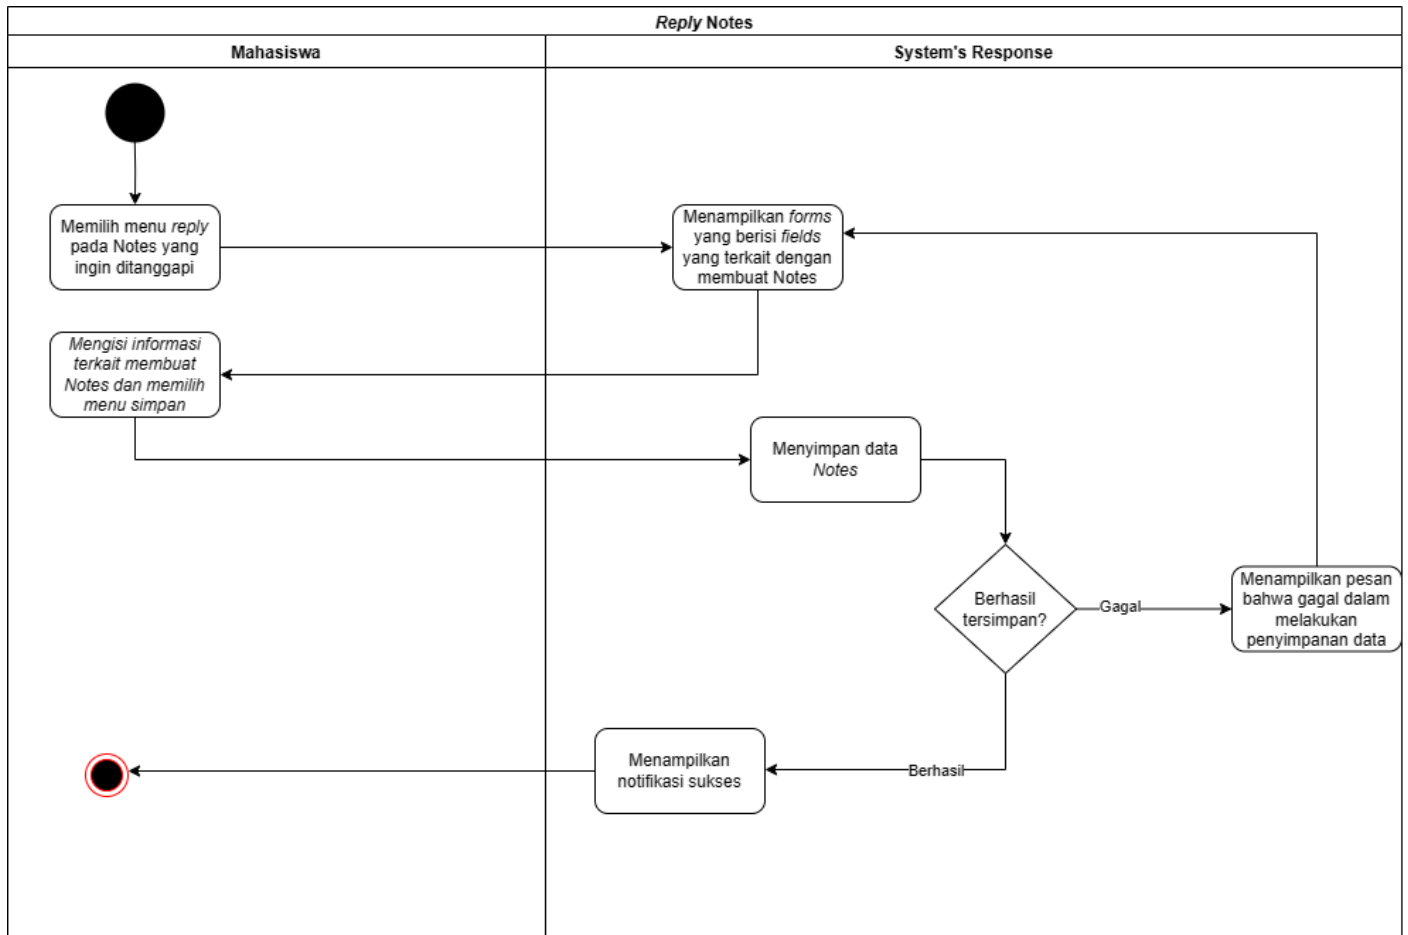 Reply Notes
Mahasiswa
System's Response
Memilih menu reply
pada Notes yang
ingin ditanggapi
Menampilkan forms
yang berisi fields
yang terkait dengan
membuat Notes
Mengisi informasi
terkait membuat
Notes dan memilih
menu simpan
Menyimpan data
Notes
Berhasil
tersimpan?
Gagal
Menampilkan pesan
bahwa gagal dalam
melakukan
penyimpanan data
Berhasil
Menampilkan
notifikasi sukses